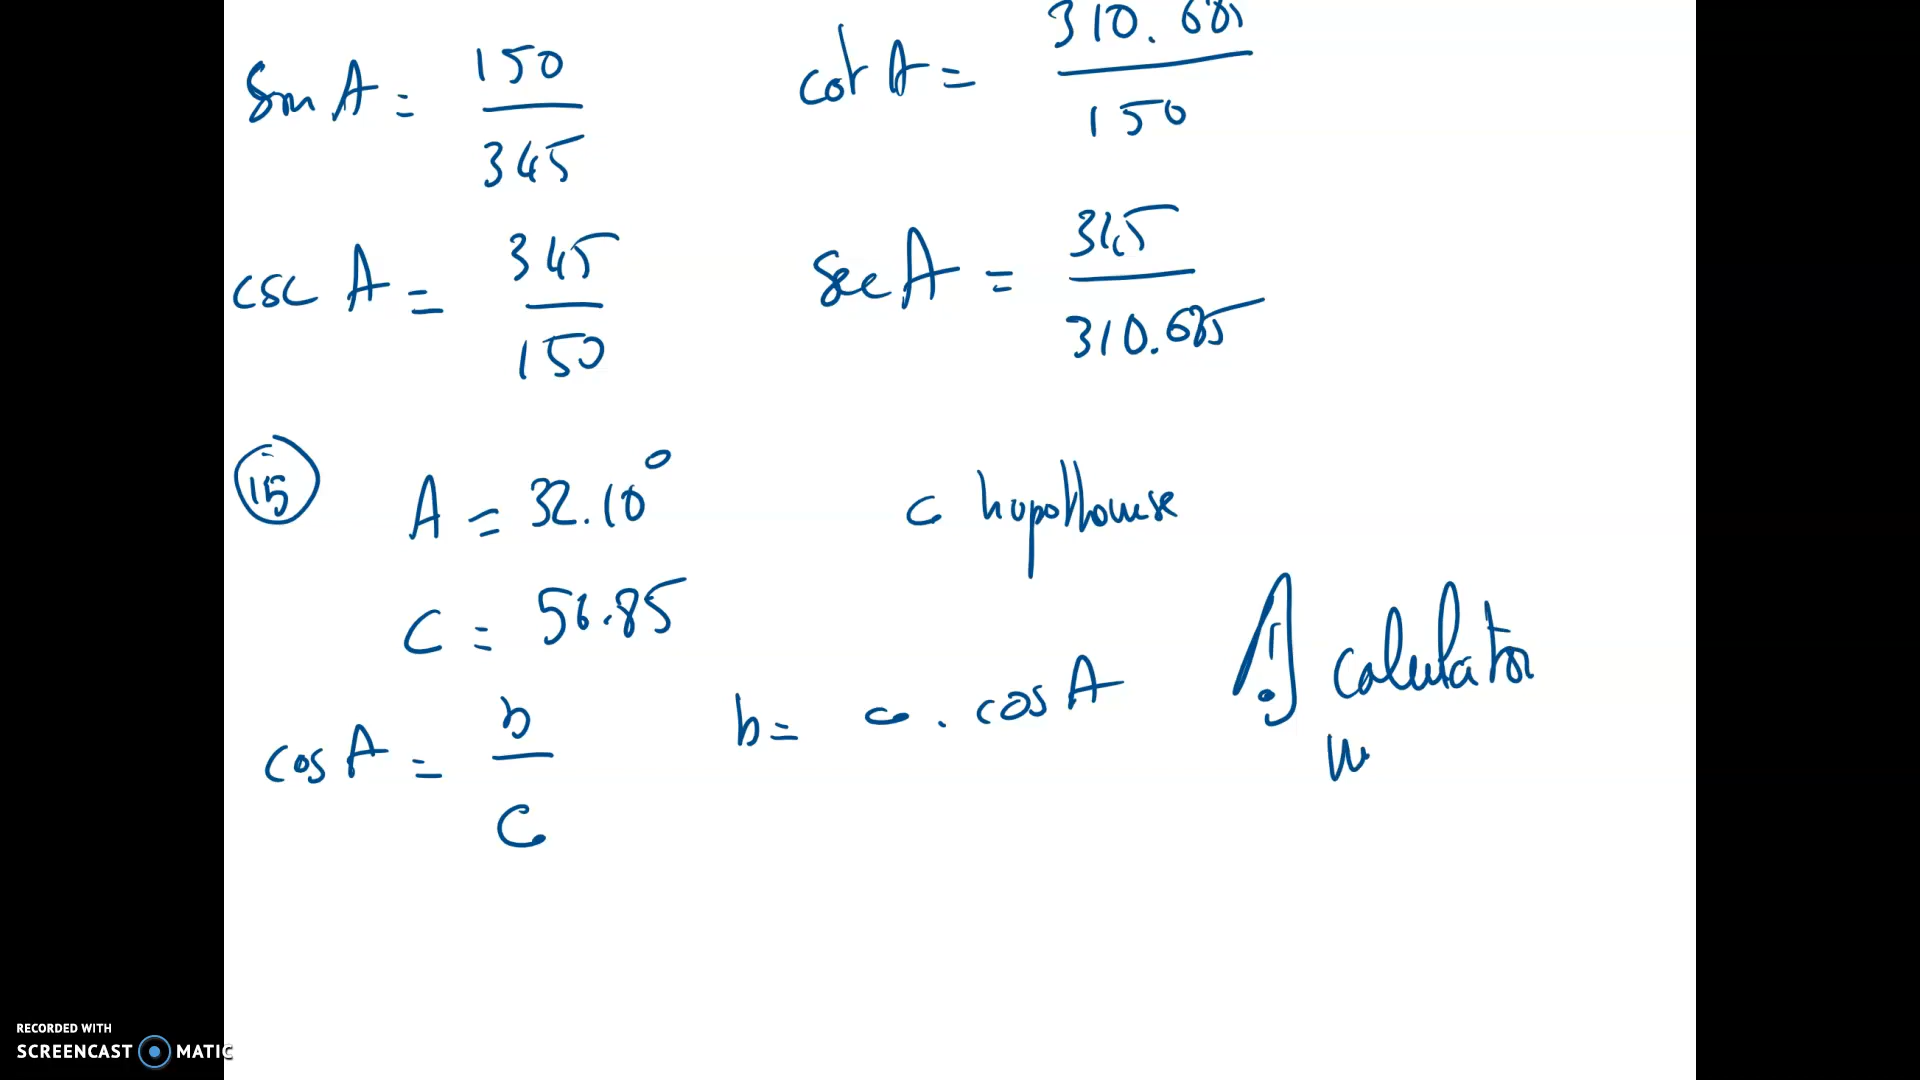 sin A = 150 / 345
cot A = 310.685 / 150
csc A = 345 / 150
sec A = 345 / 310.685
15
A = 32.10°
c hypothenuse
C = 56.85
calculator
cos A = b / c
b = c . cos A
RECORDED WITH
SCREENCAST MATIC